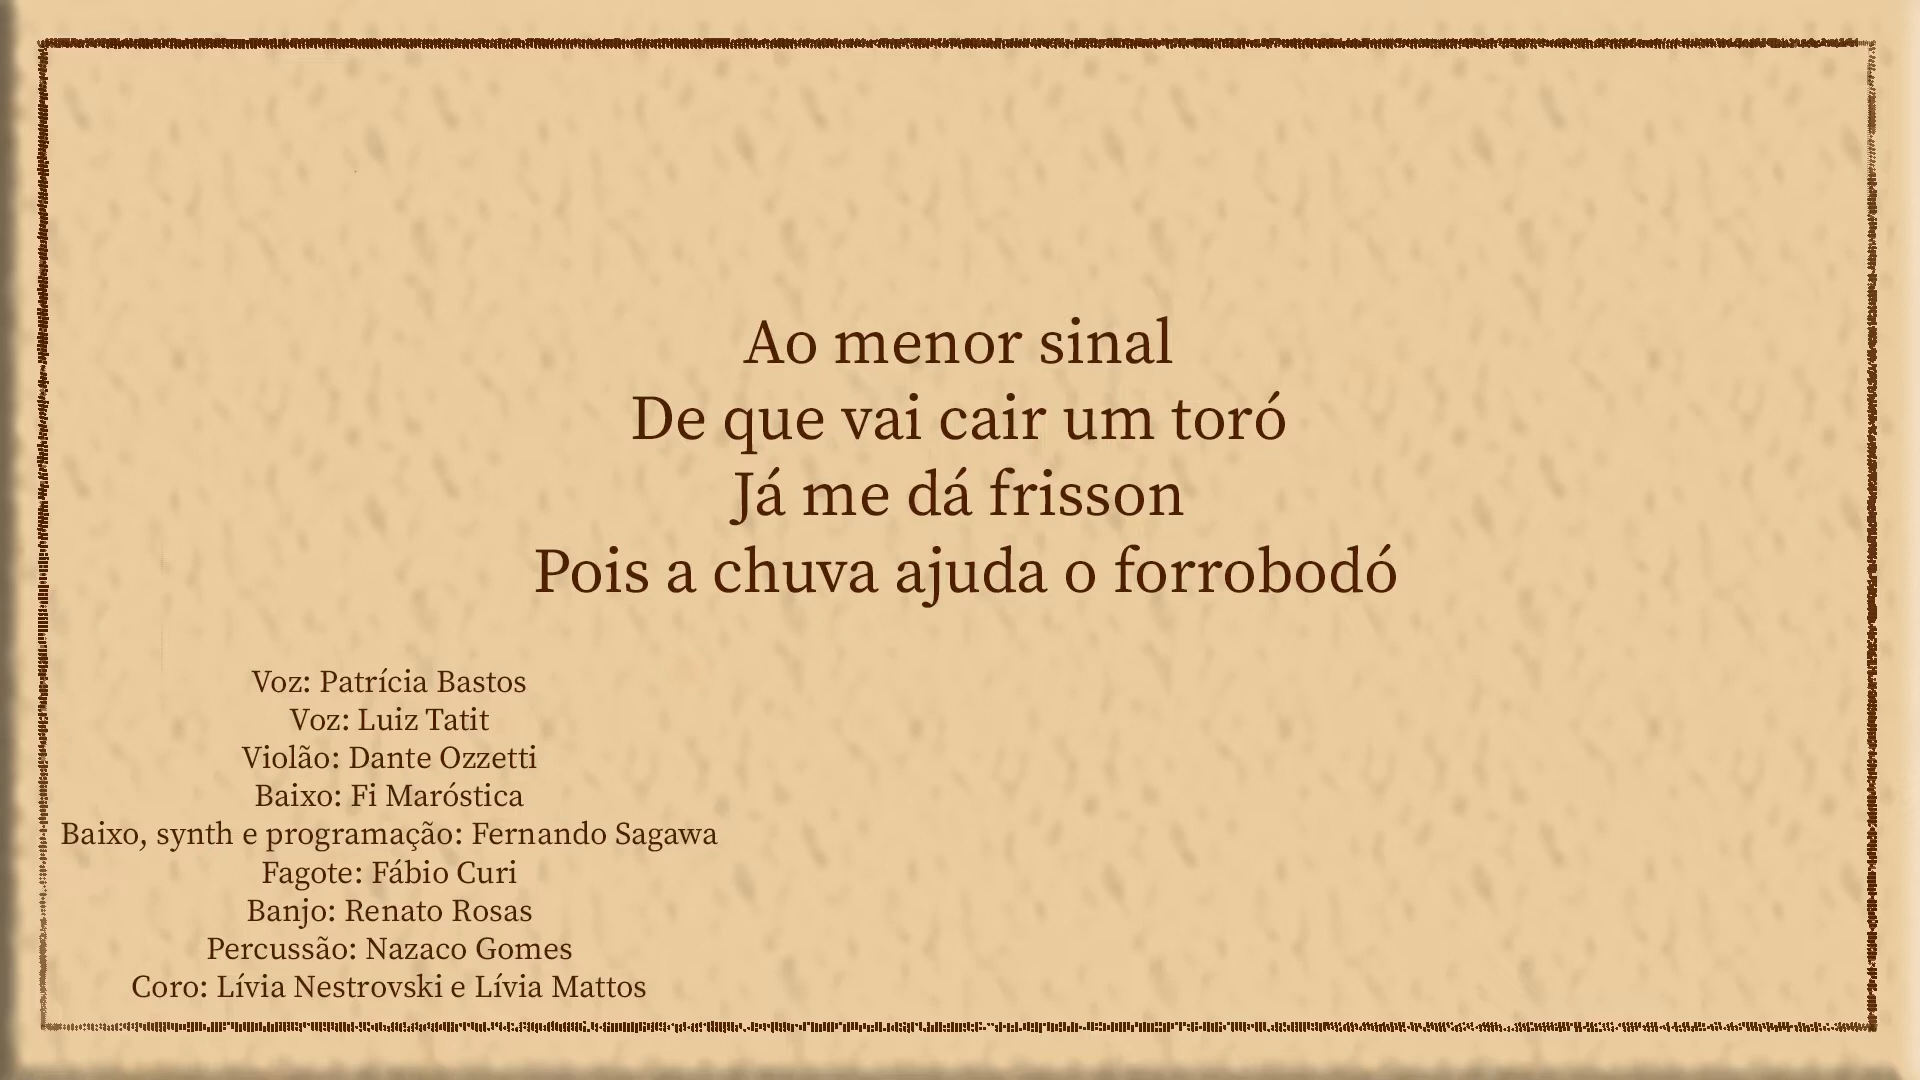 Ao menor sinal
De que vai cair um toró
Já me dá frisson
Pois a chuva ajuda o forrobodó
Voz: Patrícia Bastos
Voz: Luiz Tatit
Violão: Dante Ozzetti
Baixo: Fi Maróstica
Baixo, synth e programação: Fernando Sagawa
Fagote: Fábio Curi
Banjo: Renato Rosas
Percussão: Nazaco Gomes
Coro: Lívia Nestrovski e Lívia Mattos